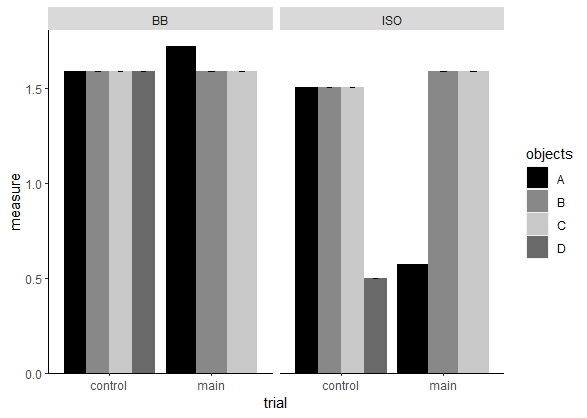 BB
ISO
measure
1.5
1.0
0.5
0.0
control
main
control
main
trial
objects
A
B
C
D